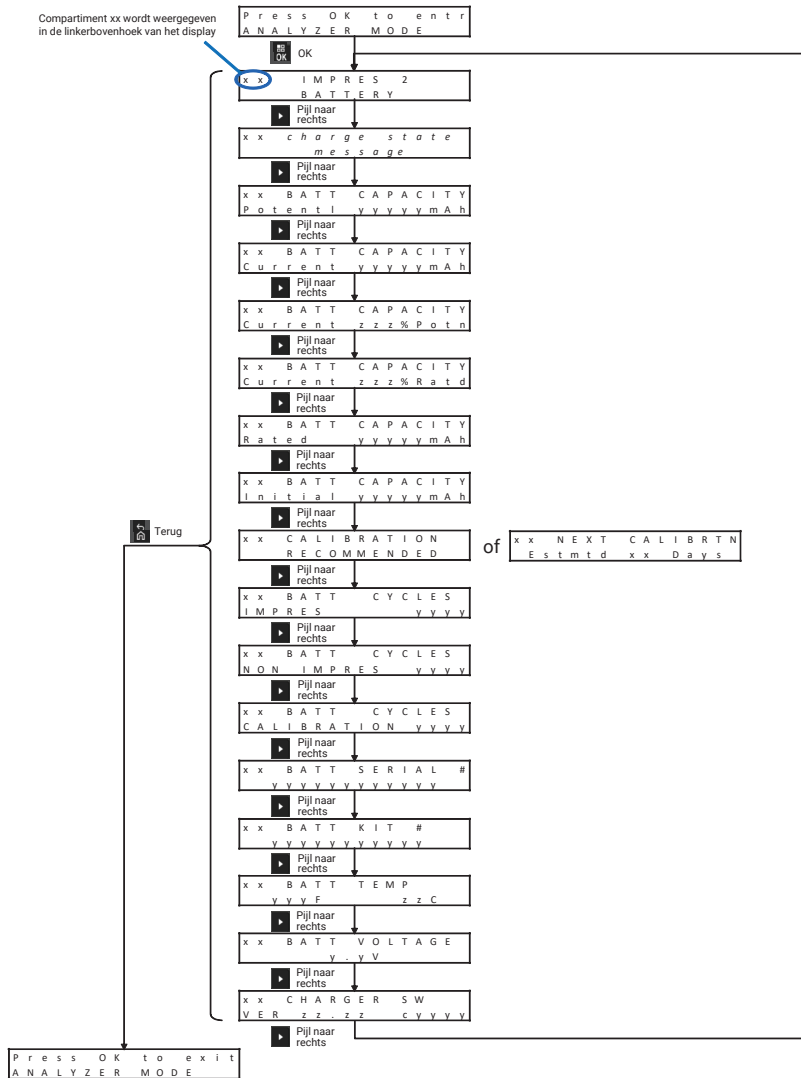 Compartiment xx wordt weergegeven
in de linkerbovenhoek van het display
Press OK to entr
ANALYZER MODE
OK
OK
xx IMPRES 2
BATTERY
Pijl naar
rechts
xx charge state
message
Pijl naar
rechts
xx BATT CAPACITY
Potentl yyyyymAh
Pijl naar
rechts
xx BATT CAPACITY
Current yyyyymAh
Pijl naar
rechts
xx BATT CAPACITY
Current zzz%Potn
Pijl naar
rechts
xx BATT CAPACITY
Current zzz%Ratd
Pijl naar
rechts
xx BATT CAPACITY
Rated yyyyymAh
Pijl naar
rechts
xx BATT CAPACITY
Initial yyyyymAh
Pijl naar
rechts
Terug
xx CALIBRATION
RECOMMENDED
of
xx NEXT CALIBRTN
Estmtd xx Days
Pijl naar
rechts
xx BATT CYCLES
IMPRES yyyy
Pijl naar
rechts
xx BATT CYCLES
NON IMPRES yyyy
Pijl naar
rechts
xx BATT CYCLES
CALIBRATION yyyy
Pijl naar
rechts
xx BATT SERIAL #
yyyyyyyyyyyy
Pijl naar
rechts
xx BATT KIT #
yyyyyyyyyyy
Pijl naar
rechts
xx BATT TEMP
yyyF zzC
Pijl naar
rechts
xx BATT VOLTAGE
y.yV
Pijl naar
rechts
xx CHARGER SW
VER zz.zz cyyyy
Pijl naar
rechts
Press OK to exit
ANALYZER MODE